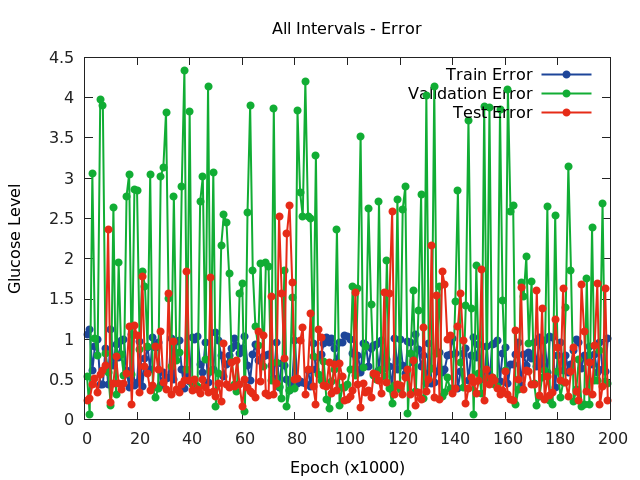 All Intervals - Error
4.5
4
3.5
3
2.5
2
1.5
1
0.5
0
0 20 40 60 80 100 120 140 160 180 200
Glucose Level
Epoch (x1000)
Train Error
Validation Error
Test Error